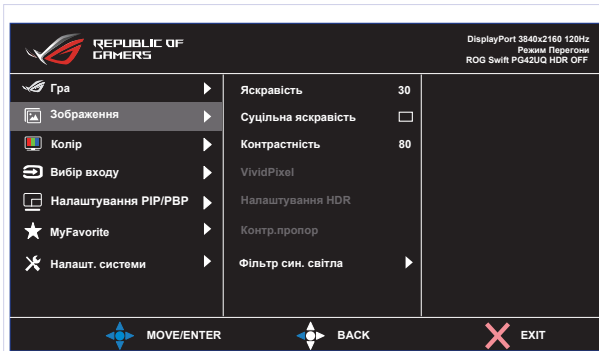 REPUBLIC OF
GAMERS
DisplayPort 3840x2160 120Hz
Режим Перегони
ROG Swift PG42UQ HDR OFF
Гра
Зображення
Колір
Вибір входу
Налаштування PIP/PBP
MyFavorite
Налашт. системи
Яскравість 30
Суцільна яскравість
Контрастність 80
VividPixel
Налаштування HDR
Контр.пропор
Фільтр син. світла
MOVE/ENTER
BACK
EXIT